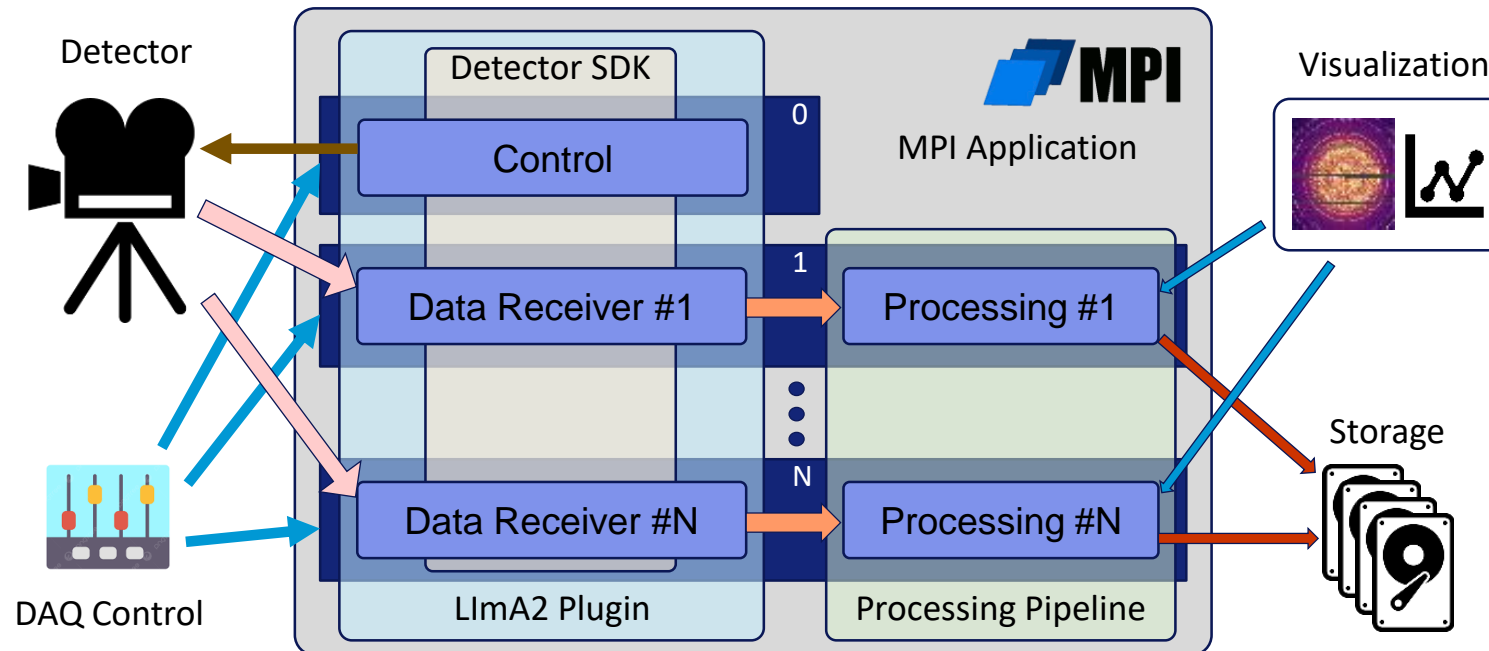 Detector
Detector SDK
MPI
Visualization
0
Control
MPI Application
1
Data Receiver #1
Processing #1
Storage
N
Data Receiver #N
Processing #N
DAQ Control
LImA2 Plugin
Processing Pipeline